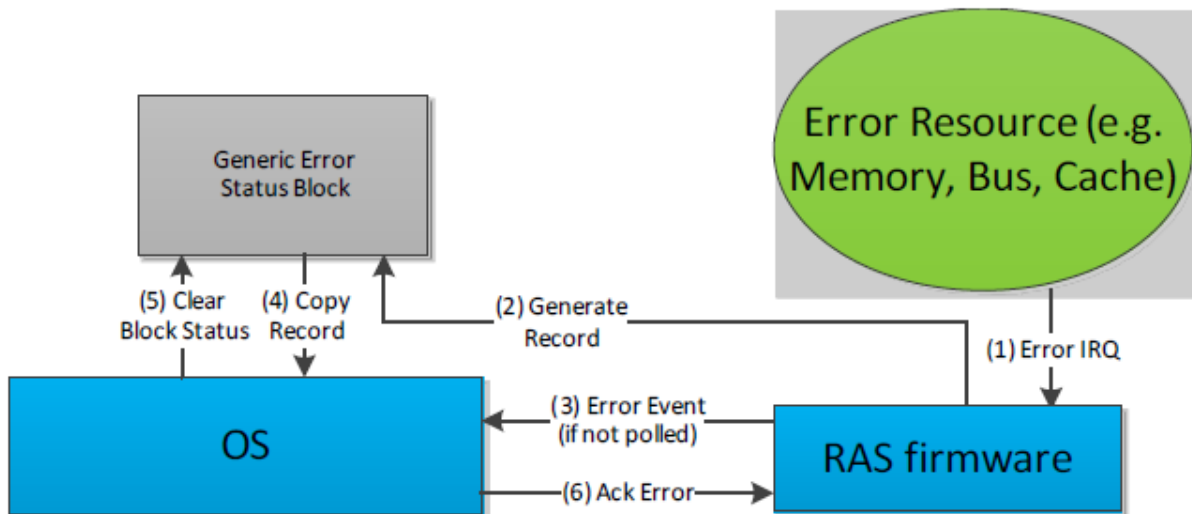 Error Resource (e.g.
Memory, Bus, Cache)
Generic Error
Status Block
(5) Clear
Block Status
(4) Copy
Record
(2) Generate
Record
(1) Error IRQ
OS
(3) Error Event
(if not polled)
(6) Ack Error
RAS firmware